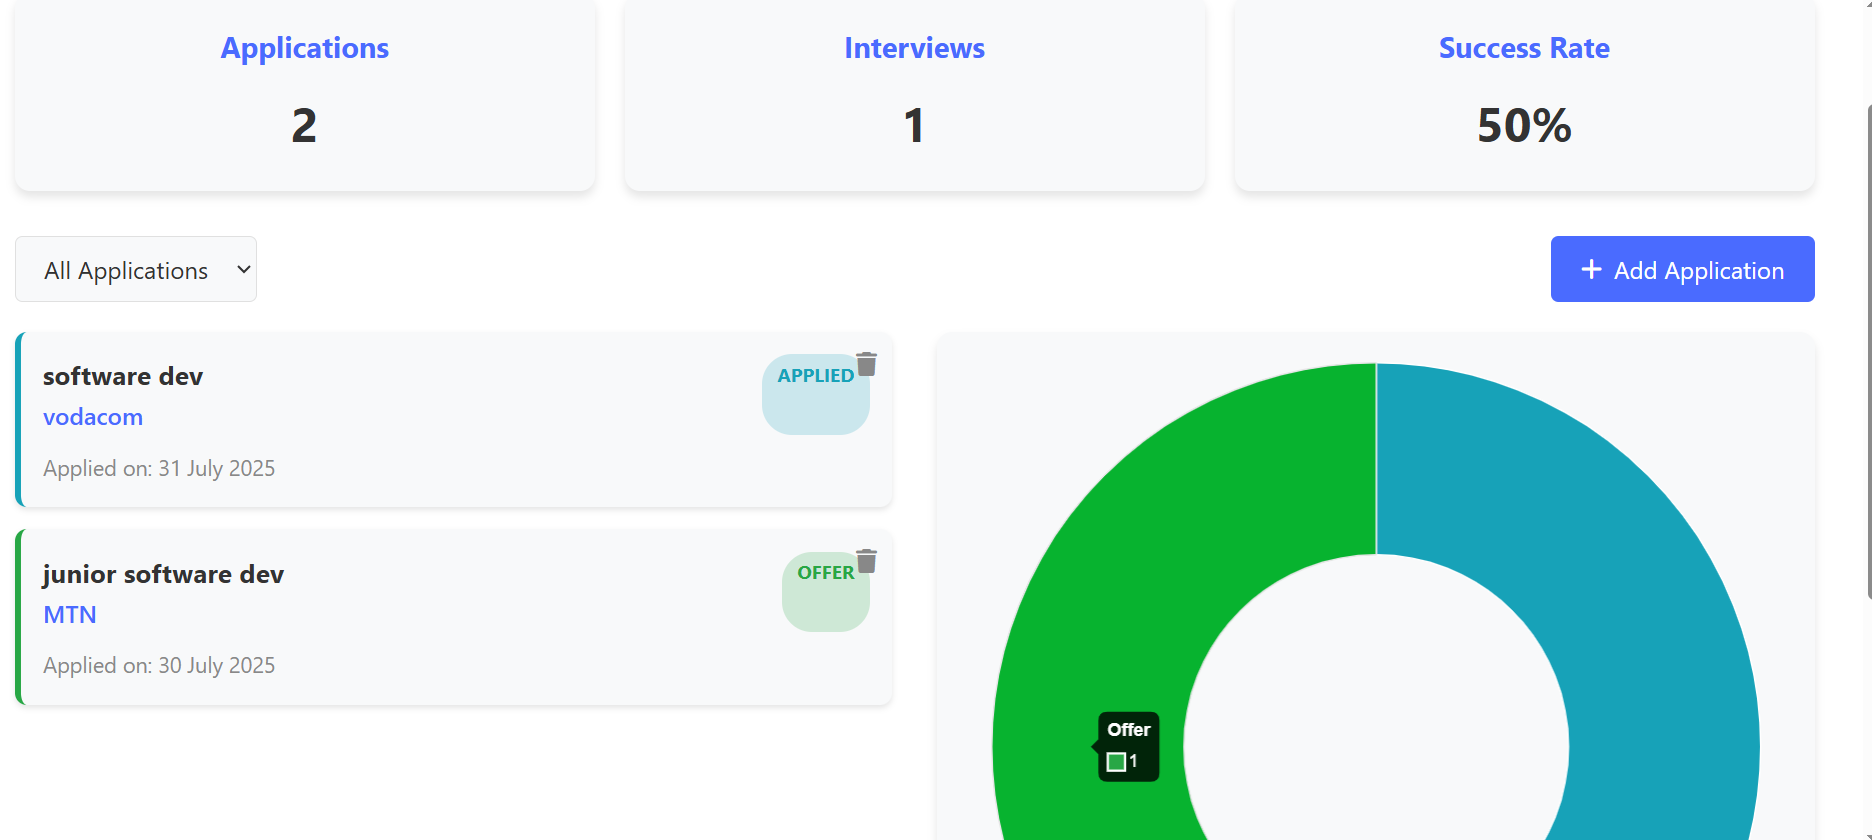 Applications
2
Interviews
1
Success Rate
50%
All Applications
+ Add Application
software dev
APPLIED
vodacom
Applied on: 31 July 2025
junior software dev
OFFER
MTN
Applied on: 30 July 2025
Offer
1